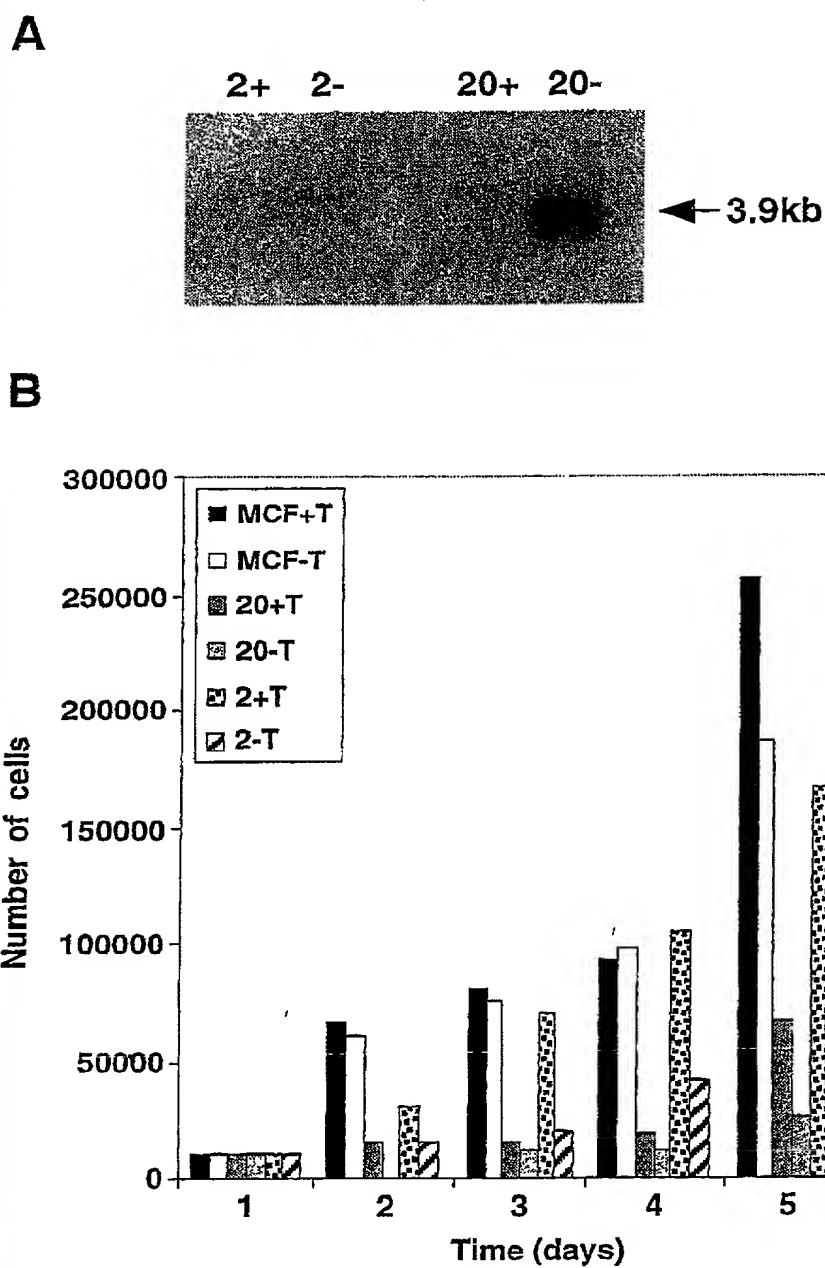 A
2+ 2- 20+ 20-
3.9kb
B
300000
250000
200000
150000
100000
50000
0
MCF+T
MCF-T
20+T
20-T
2+T
2-T
Number of cells
1 2 3 4 5
Time (days)